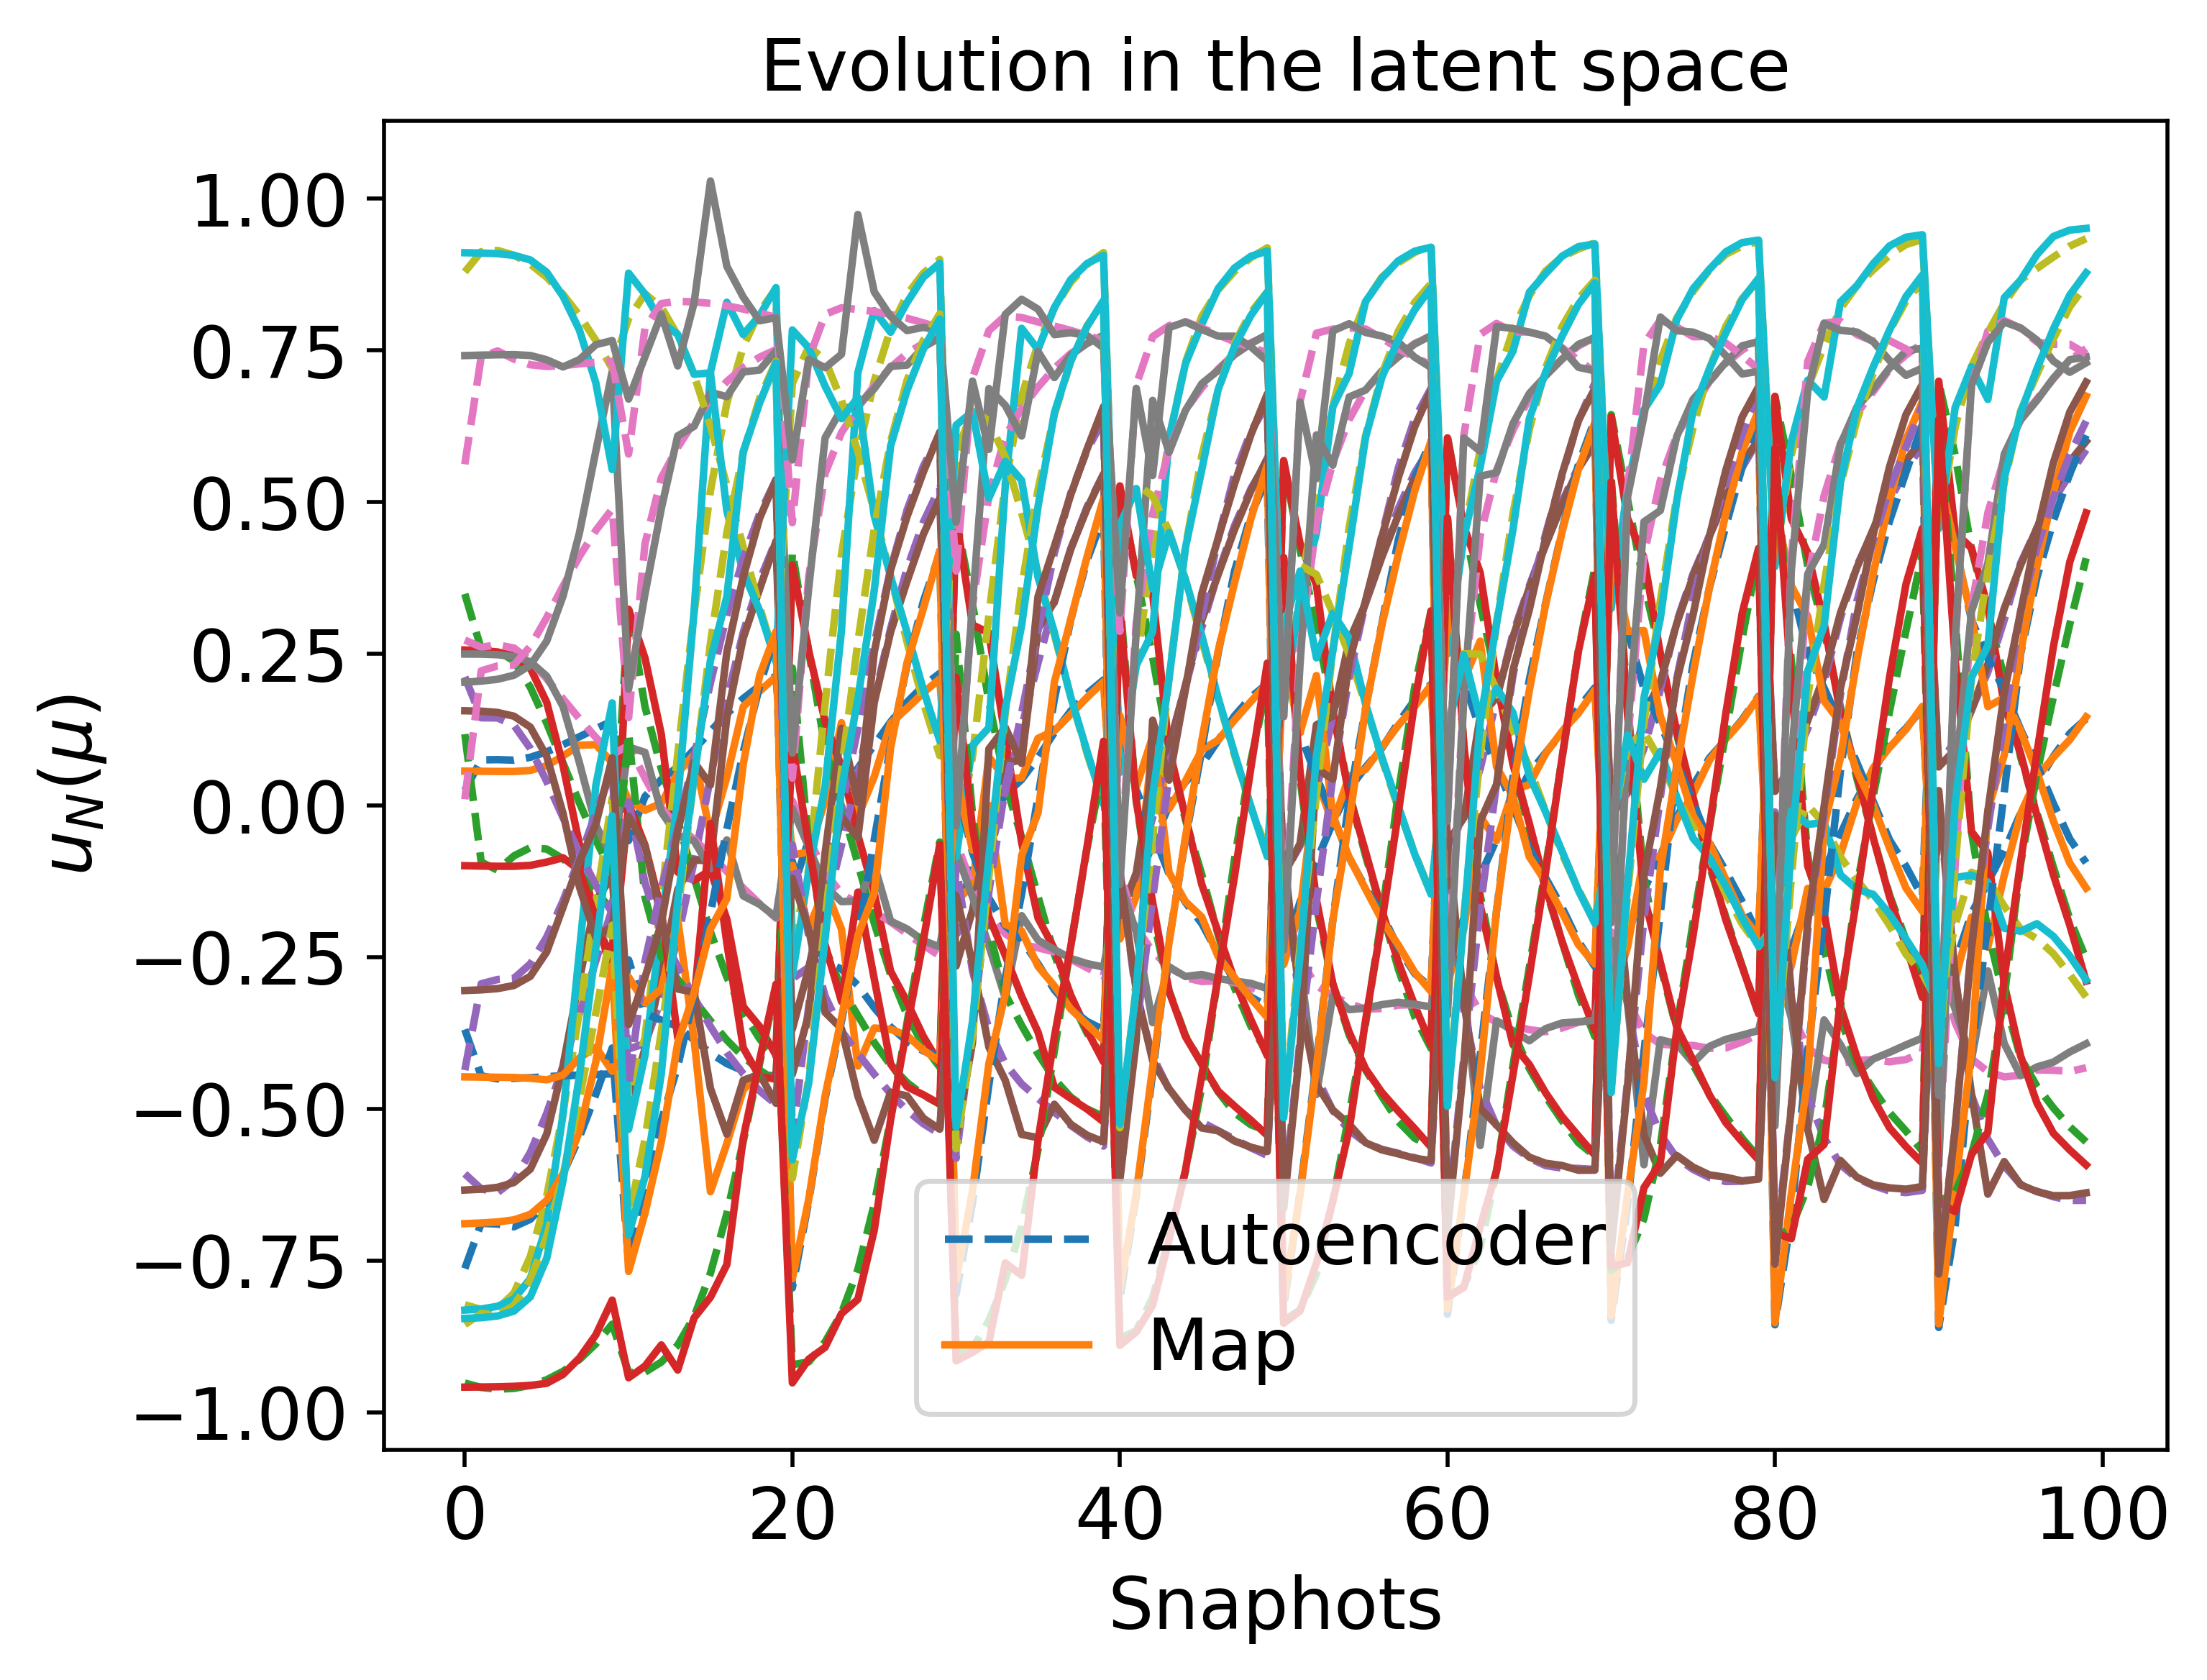 Evolution in the latent space
1.00
0.75
0.50
0.25
0.00
−0.25
−0.50
−0.75
−1.00
u_N(μ)
Autoencoder
Map
0 20 40 60 80 100
Snaphots